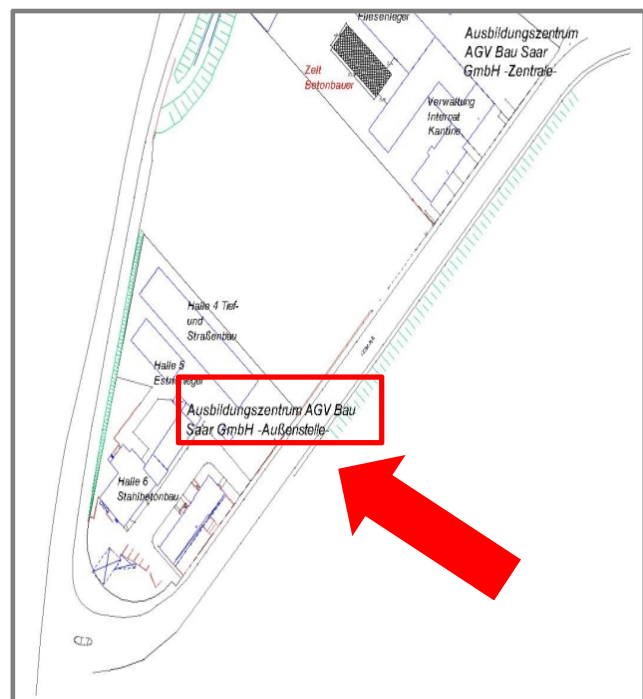 Fliesenleger
Ausbildungszentrum
AGV Bau Saar
GmbH -Zentrale-
Zelt
Betonbauer
Verwaltung
Internat
Kantine
Halle 4 Tief-
und
Straßenbau
Halle 5
Estrichleger
Ausbildungszentrum AGV Bau
Saar GmbH -Außenstelle-
Halle 6
Stahlbetonbau